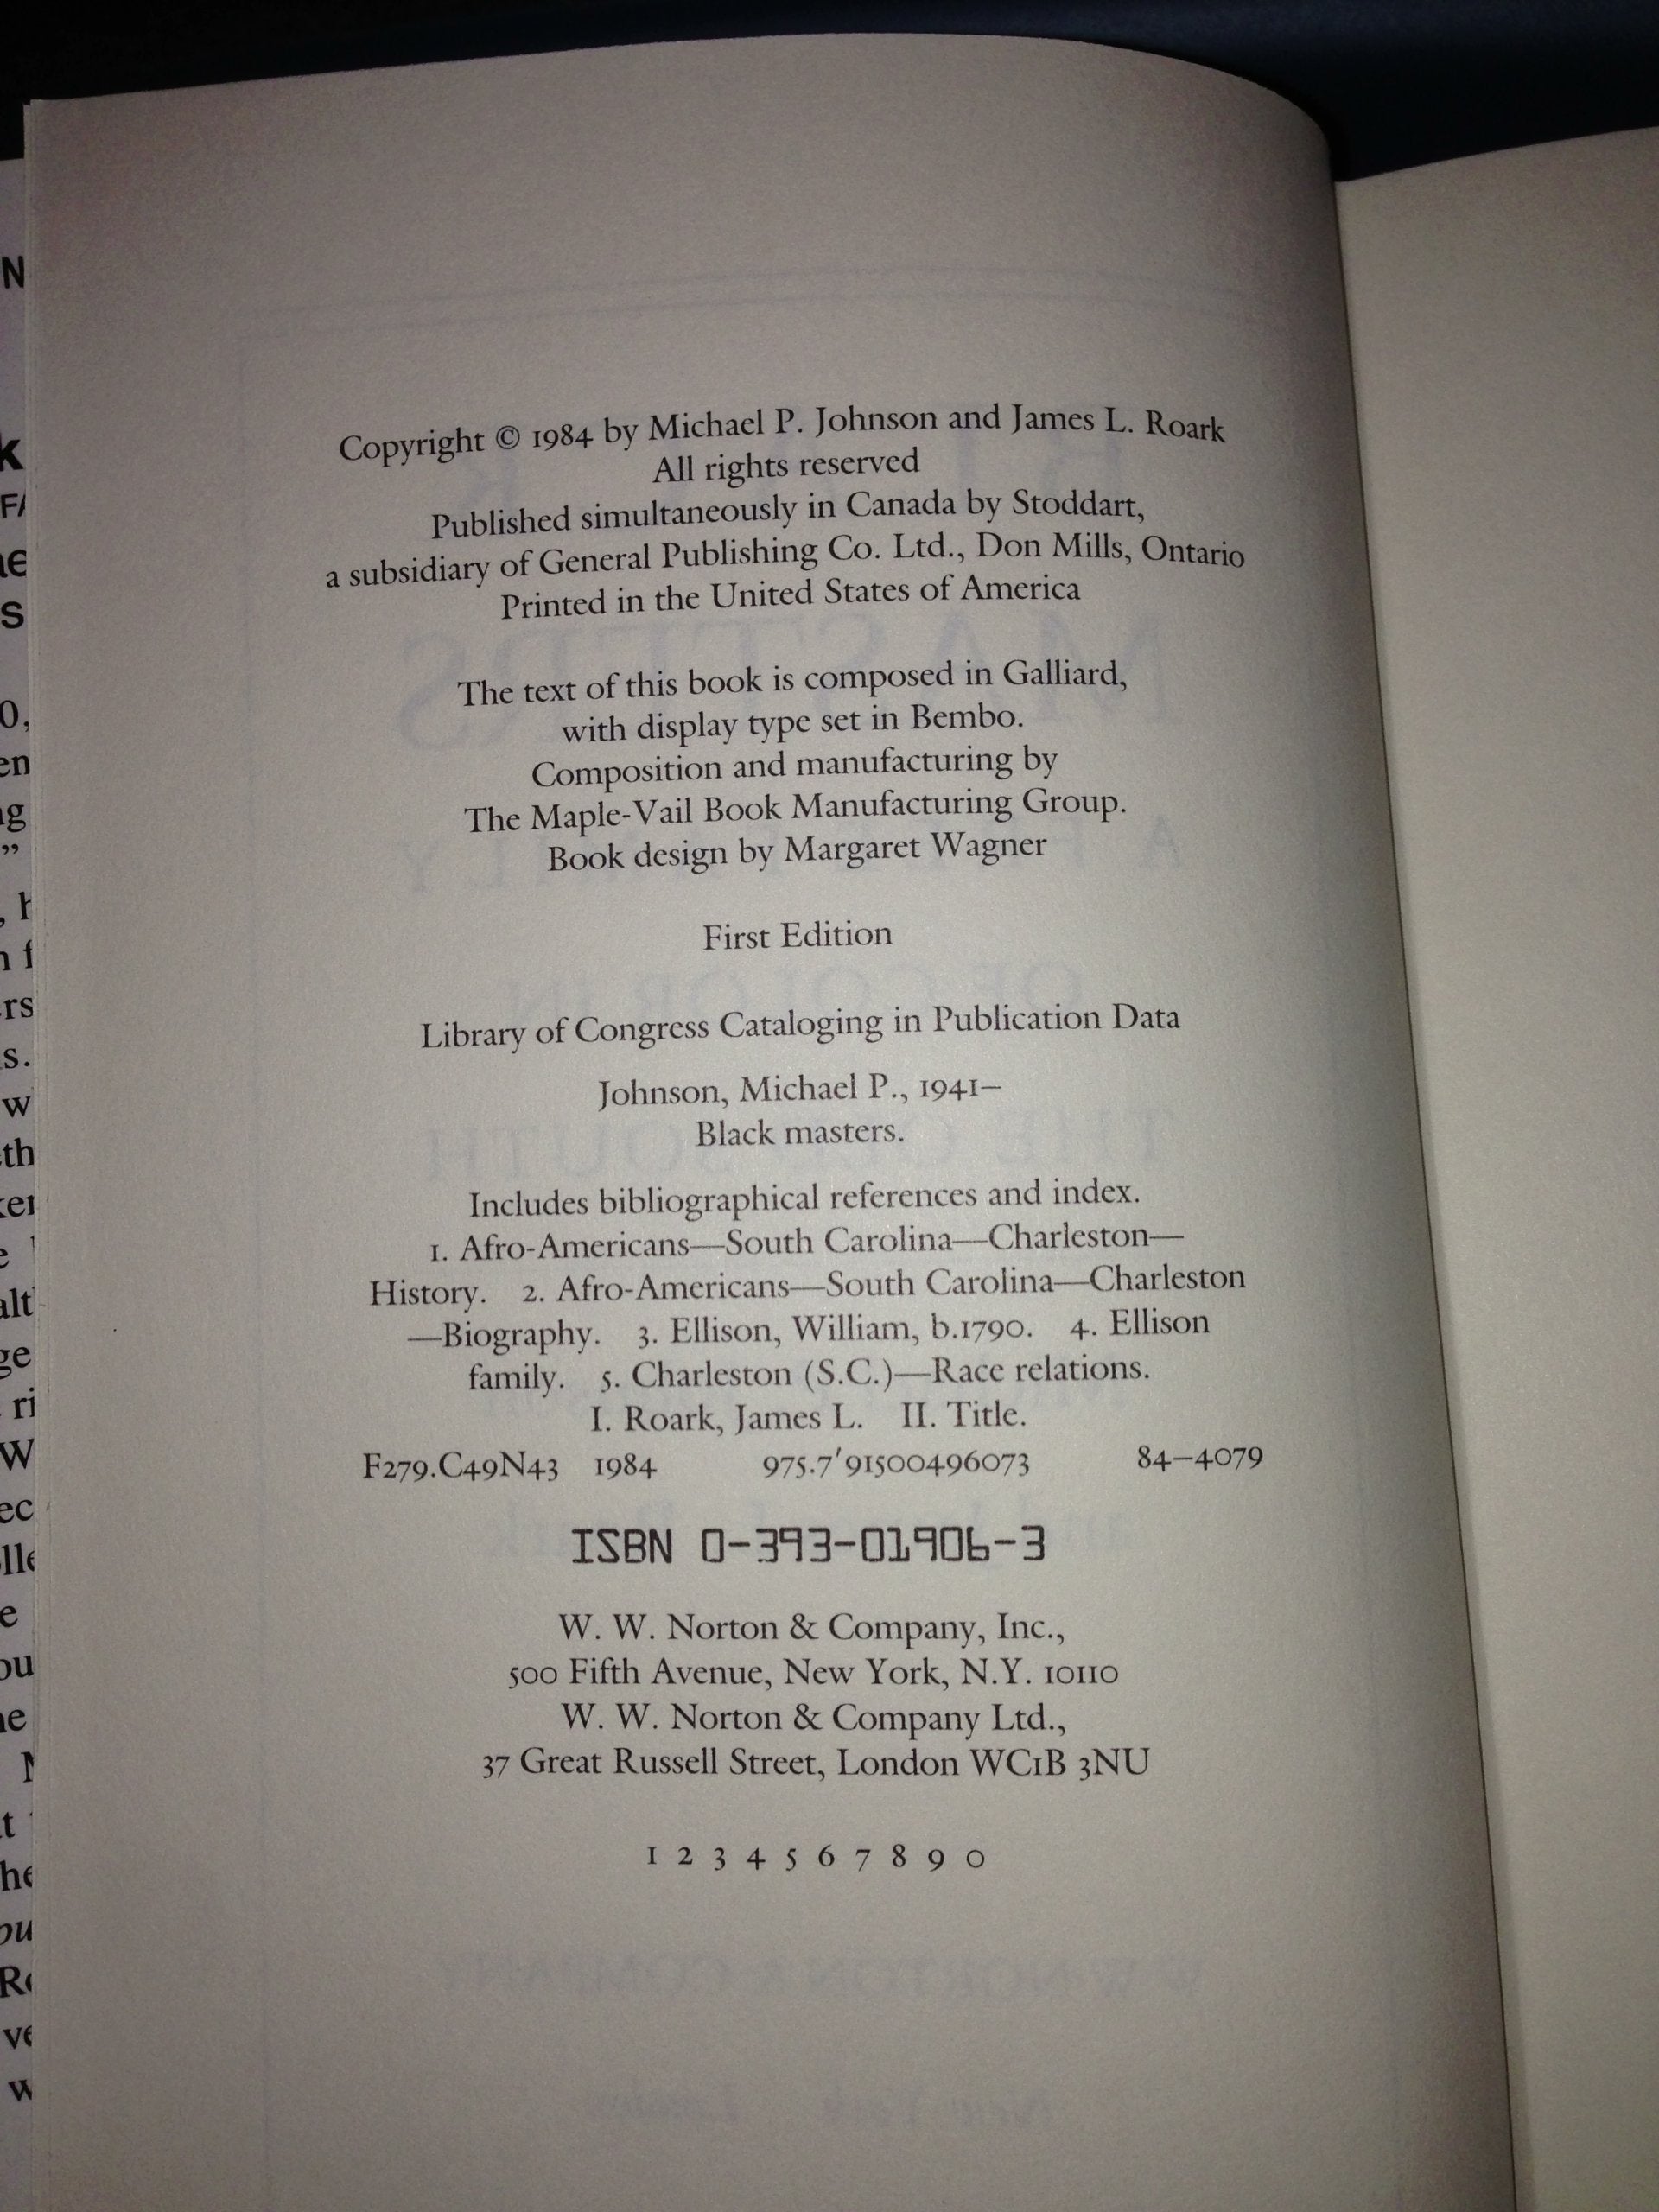 Copyright © 1984 by Michael P. Johnson and James L. Roark
All rights reserved
Published simultaneously in Canada by Stoddart,
a subsidiary of General Publishing Co. Ltd., Don Mills, Ontario
Printed in the United States of America
The text of this book is composed in Galliard,
with display type set in Bembo.
Composition and manufacturing by
The Maple-Vail Book Manufacturing Group.
Book design by Margaret Wagner
First Edition
Library of Congress Cataloging in Publication Data
Johnson, Michael P., 1941–
Black masters.
Includes bibliographical references and index.
1. Afro-Americans—South Carolina—Charleston—
History. 2. Afro-Americans—South Carolina—Charleston
—Biography. 3. Ellison, William, b.1790. 4. Ellison
family. 5. Charleston (S.C.)—Race relations.
I. Roark, James L. II. Title.
F279.C49N43 1984 975.7′91500496073 84–4079
ISBN 0-393-01906-3
W. W. Norton & Company, Inc.,
500 Fifth Avenue, New York, N.Y. 10110
W. W. Norton & Company Ltd.,
37 Great Russell Street, London WC1B 3NU
1 2 3 4 5 6 7 8 9 0